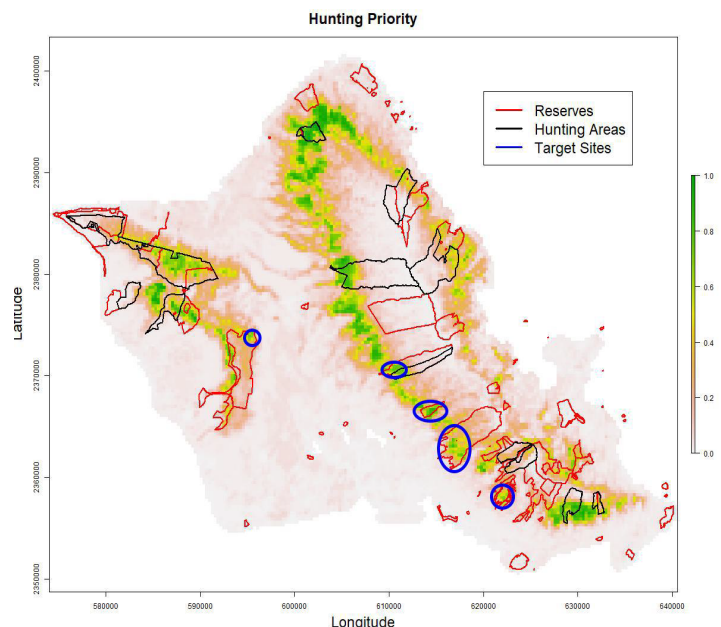 Hunting Priority
Reserves
Hunting Areas
Target Sites
2400000
2390000
2380000
2370000
2360000
2350000
Latitude
1.0
0.8
0.6
0.4
0.2
0.0
580000 590000 600000 610000 620000 630000 640000
Longitude